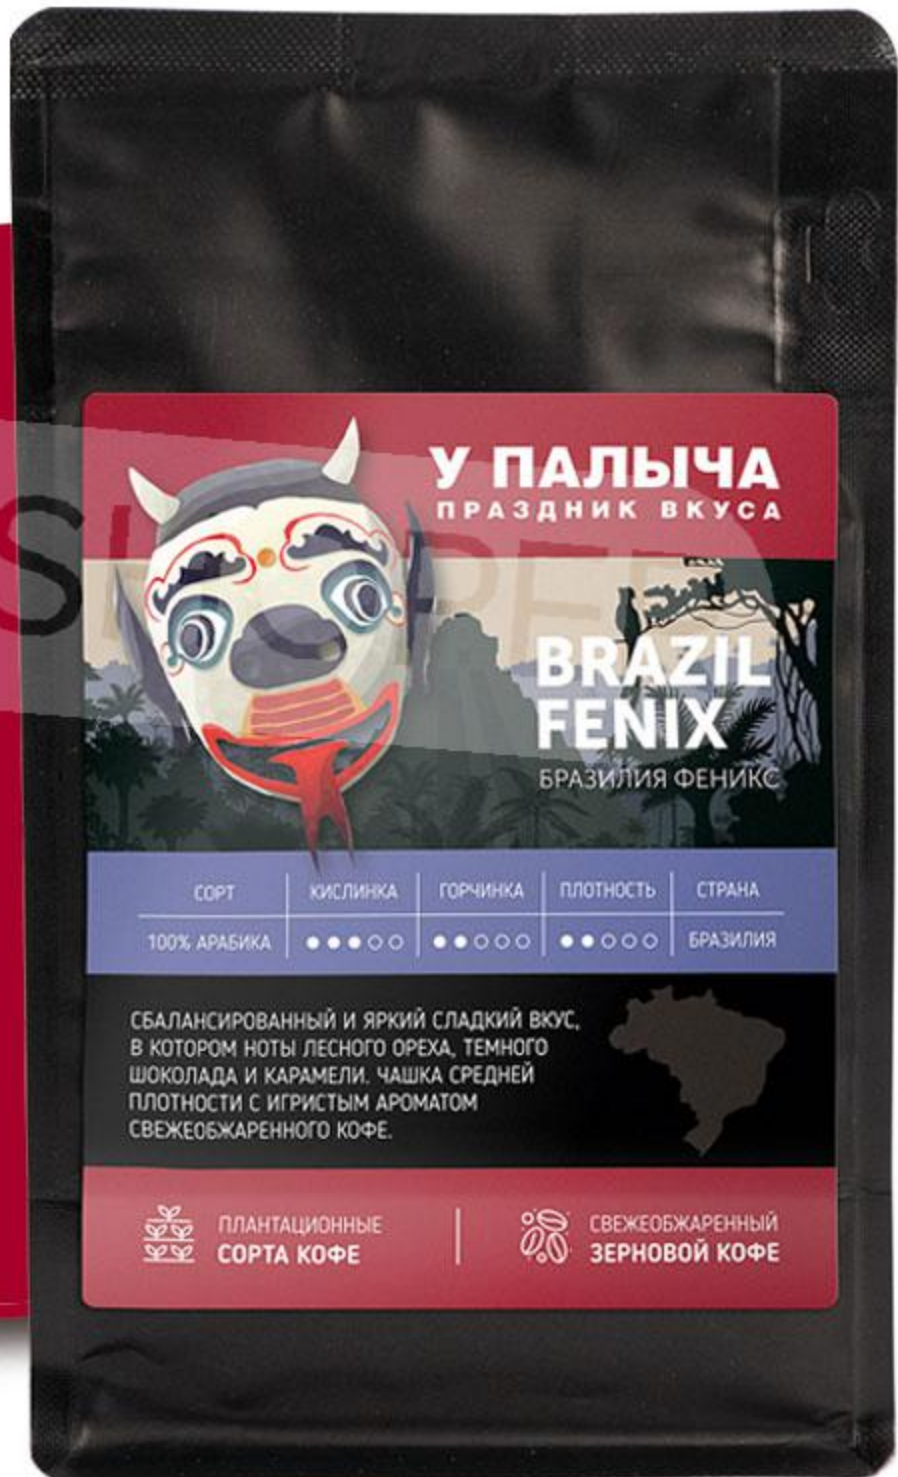 У ПАЛЫЧА
ПРАЗДНИК ВКУСА
BRAZIL
FENIX
БРАЗИЛИЯ ФЕНИКС
СОРТ КИСЛИНКА ГОРЧИНКА ПЛОТНОСТЬ СТРАНА
100% АРАБИКА ●●●○○ ●●○○○ ●●○○○ БРАЗИЛИЯ
СБАЛАНСИРОВАННЫЙ И ЯРКИЙ СЛАДКИЙ ВКУС,
В КОТОРОМ НОТЫ ЛЕСНОГО ОРЕХА, ТЕМНОГО
ШОКОЛАДА И КАРАМЕЛИ. ЧАШКА СРЕДНЕЙ
ПЛОТНОСТИ С ИГРИСТЫМ АРОМАТОМ
СВЕЖЕОБЖАРЕННОГО КОФЕ.
ПЛАНТАЦИОННЫЕ
СОРТА КОФЕ
СВЕЖЕОБЖАРЕННЫЙ
ЗЕРНОВОЙ КОФЕ